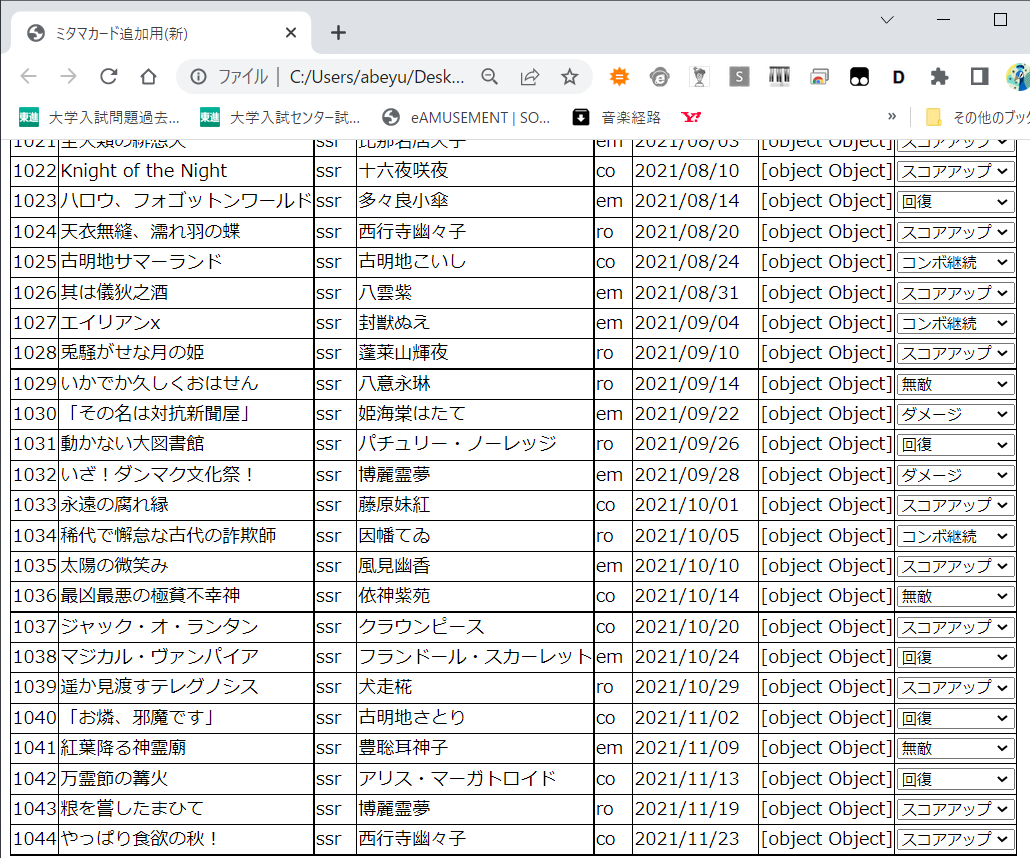 ミタマカード追加用(新)
ファイル | C:/Users/abeyu/Desk...
S
D
東進 大学入試問題過去... 東進 大学入試センター試... eAMUSEMENT | SO... 音楽経路 Y! » その他のブック
1021 ssr 比那名居天子 em 2021/08/03 [object Object] スコアアップ
1022 Knight of the Night ssr 十六夜咲夜 co 2021/08/10 [object Object] スコアアップ
1023 ハロウ、フォゴットンワールド ssr 多々良小傘 em 2021/08/14 [object Object] 回復
1024 天衣無縫、濡れ羽の蝶 ssr 西行寺幽々子 ro 2021/08/20 [object Object] スコアアップ
1025 古明地サマーランド ssr 古明地こいし co 2021/08/24 [object Object] コンボ継続
1026 其は儀狄之酒 ssr 八雲紫 em 2021/08/31 [object Object] スコアアップ
1027 エイリアンx ssr 封獣ぬえ em 2021/09/04 [object Object] コンボ継続
1028 兎騒がせな月の姫 ssr 蓬莱山輝夜 ro 2021/09/10 [object Object] スコアアップ
1029 いかでか久しくおはせん ssr 八意永琳 ro 2021/09/14 [object Object] 無敵
1030 「その名は対抗新聞屋」 ssr 姫海棠はたて em 2021/09/22 [object Object] ダメージ
1031 動かない大図書館 ssr パチュリー・ノーレッジ ro 2021/09/26 [object Object] 回復
1032 いざ！ダンマク文化祭！ ssr 博麗霊夢 em 2021/09/28 [object Object] ダメージ
1033 永遠の腐れ縁 ssr 藤原妹紅 co 2021/10/01 [object Object] スコアアップ
1034 稀代で懈怠な古代の詐欺師 ssr 因幡てゐ ro 2021/10/05 [object Object] コンボ継続
1035 太陽の微笑み ssr 風見幽香 em 2021/10/10 [object Object] スコアアップ
1036 最凶最悪の極貧不幸神 ssr 依神紫苑 co 2021/10/14 [object Object] 無敵
1037 ジャック・オ・ランタン ssr クラウンピース co 2021/10/20 [object Object] スコアアップ
1038 マジカル・ヴァンパイア ssr フランドール・スカーレット em 2021/10/24 [object Object] 回復
1039 遥か見渡すテレグノシス ssr 犬走椛 ro 2021/10/29 [object Object] スコアアップ
1040 「お燐、邪魔です」 ssr 古明地さとり co 2021/11/02 [object Object] 回復
1041 紅葉降る神霊廟 ssr 豊聡耳神子 em 2021/11/09 [object Object] 無敵
1042 万霊節の篝火 ssr アリス・マーガトロイド co 2021/11/13 [object Object] 回復
1043 粮を嘗したまひて ssr 博麗霊夢 ro 2021/11/19 [object Object] スコアアップ
1044 やっぱり食欲の秋！ ssr 西行寺幽々子 co 2021/11/23 [object Object] スコアアップ